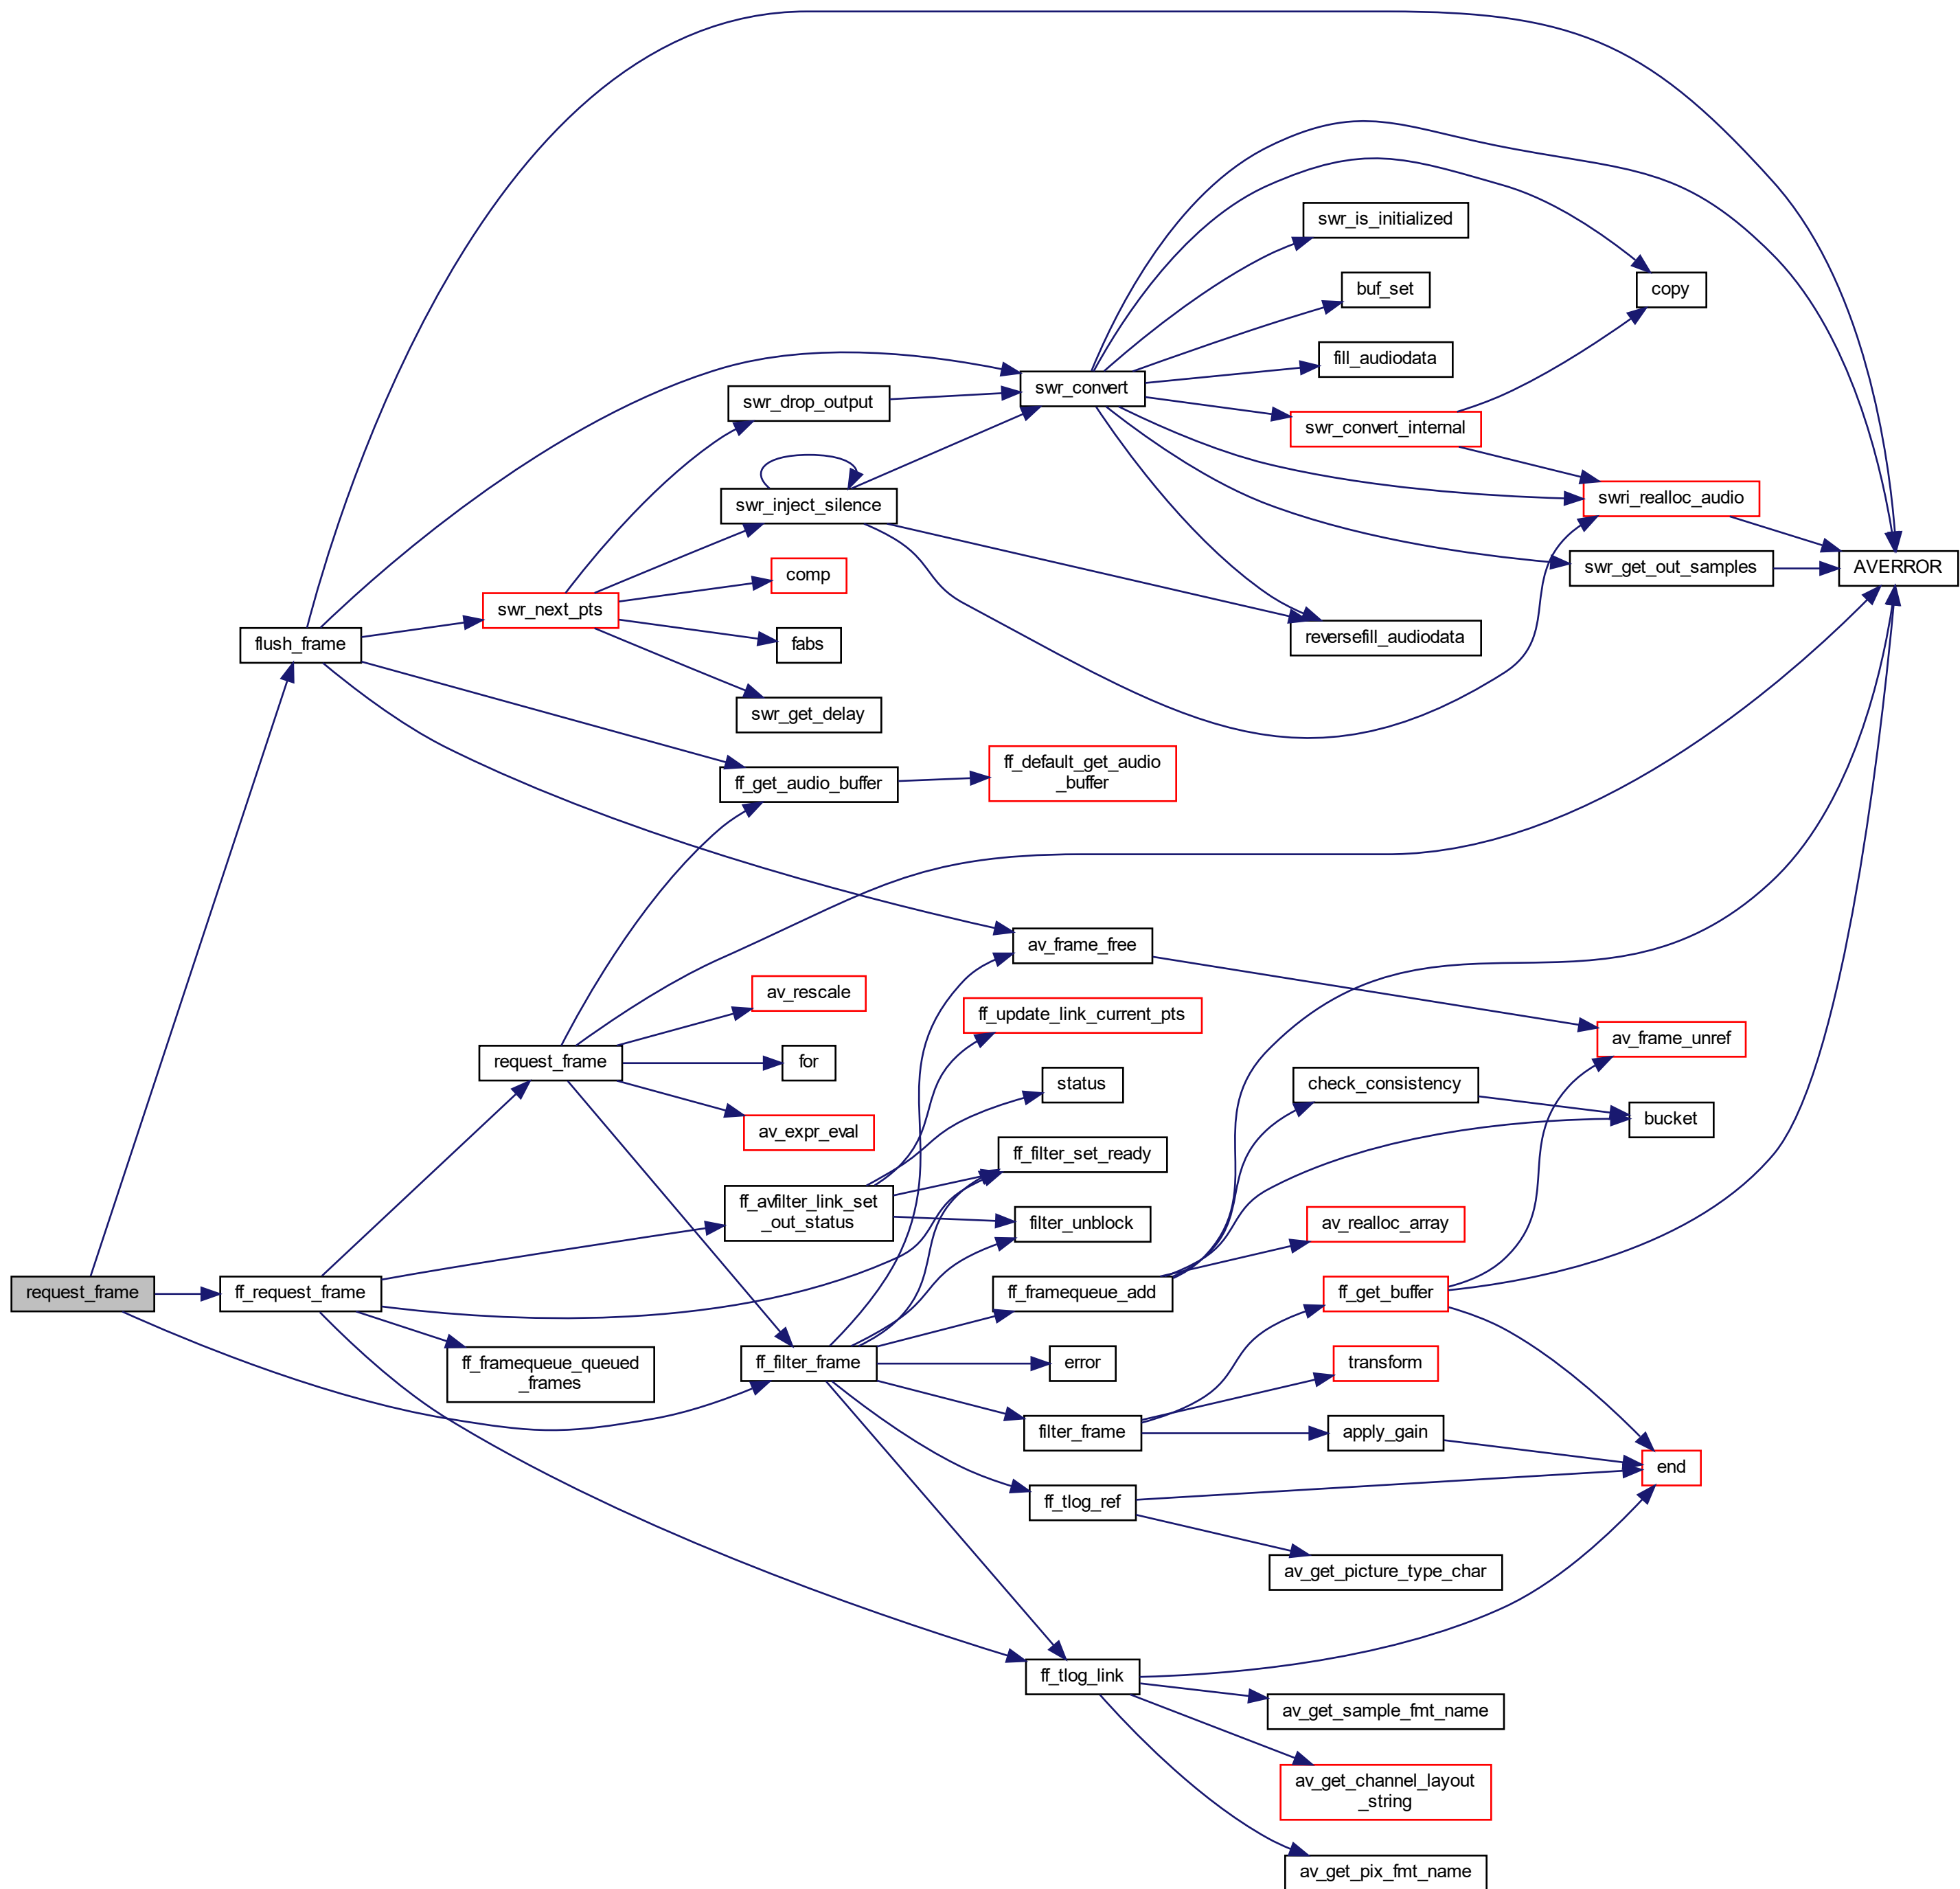 swr_is_initialized
buf_set
copy
fill_audiodata
swr_convert
swr_drop_output
swr_convert_internal
swr_inject_silence
swri_realloc_audio
comp
swr_get_out_samples
AVERROR
swr_next_pts
flush_frame
fabs
reversefill_audiodata
swr_get_delay
ff_get_audio_buffer
ff_default_get_audio
_buffer
av_frame_free
av_rescale
ff_update_link_current_pts
av_frame_unref
request_frame
for
status
check_consistency
bucket
av_expr_eval
ff_filter_set_ready
ff_avfilter_link_set
_out_status
filter_unblock
av_realloc_array
request_frame
ff_request_frame
ff_framequeue_add
ff_get_buffer
ff_framequeue_queued
_frames
ff_filter_frame
error
transform
filter_frame
apply_gain
end
ff_tlog_ref
av_get_picture_type_char
ff_tlog_link
av_get_sample_fmt_name
av_get_channel_layout
_string
av_get_pix_fmt_name